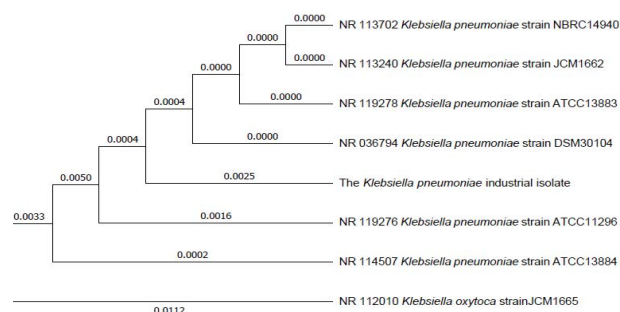 0.0000
NR 113702 Klebsiella pneumoniae strain NBRC14940
0.0000
0.0000
NR 113240 Klebsiella pneumoniae strain JCM1662
0.0000
0.0000
NR 119278 Klebsiella pneumoniae strain ATCC13883
0.0004
0.0000
NR 036794 Klebsiella pneumoniae strain DSM30104
0.0004
0.0025
The Klebsiella pneumoniae industrial isolate
0.0050
0.0016
NR 119276 Klebsiella pneumoniae strain ATCC11296
0.0033
0.0002
NR 114507 Klebsiella pneumoniae strain ATCC13884
NR 112010 Klebsiella oxytoca strainJCM1665
0.0112